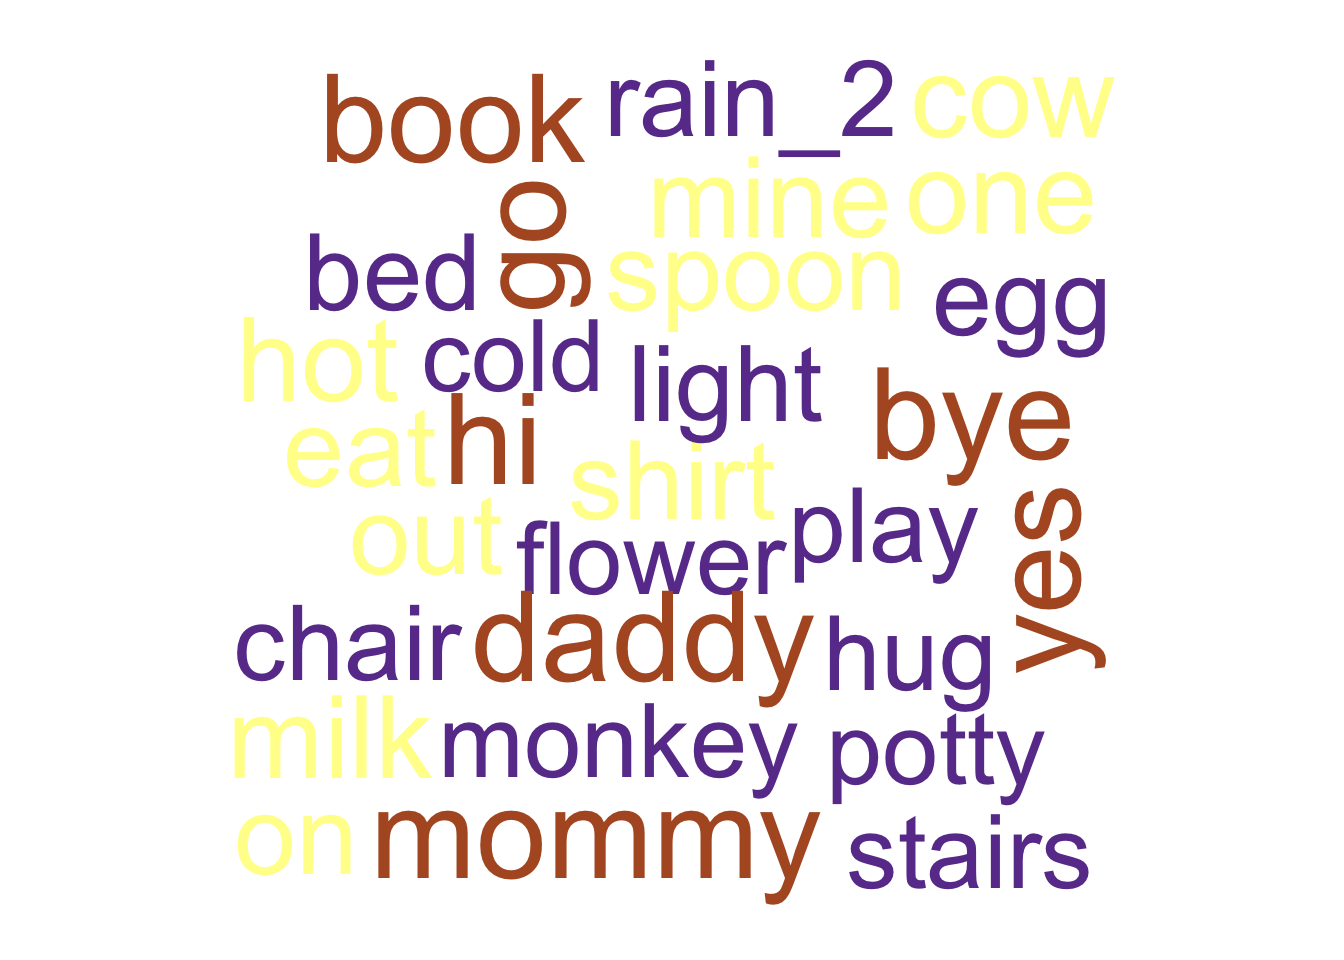 book rain_2 cow
go mine one
bed spoon egg
hot cold light bye
eat hi shirt
out flower play yes
chair daddy hug
milk monkey potty
on mommy stairs